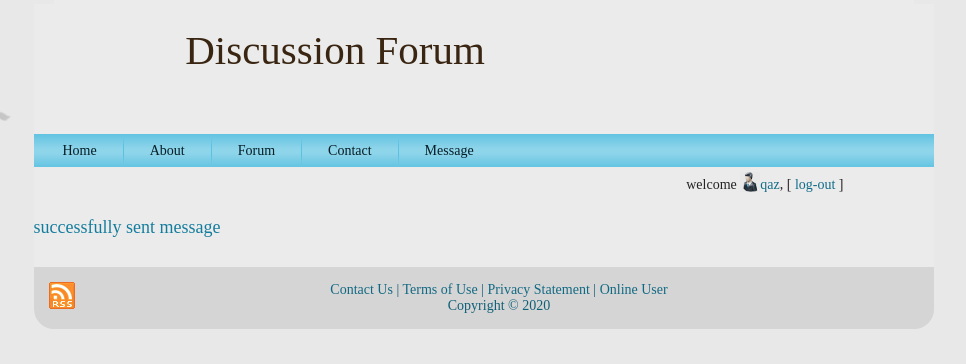 Discussion Forum
Home About Forum Contact Message
welcome qaz, [ log-out ]
successfully sent message
RSS
Contact Us | Terms of Use | Privacy Statement | Online User
Copyright © 2020